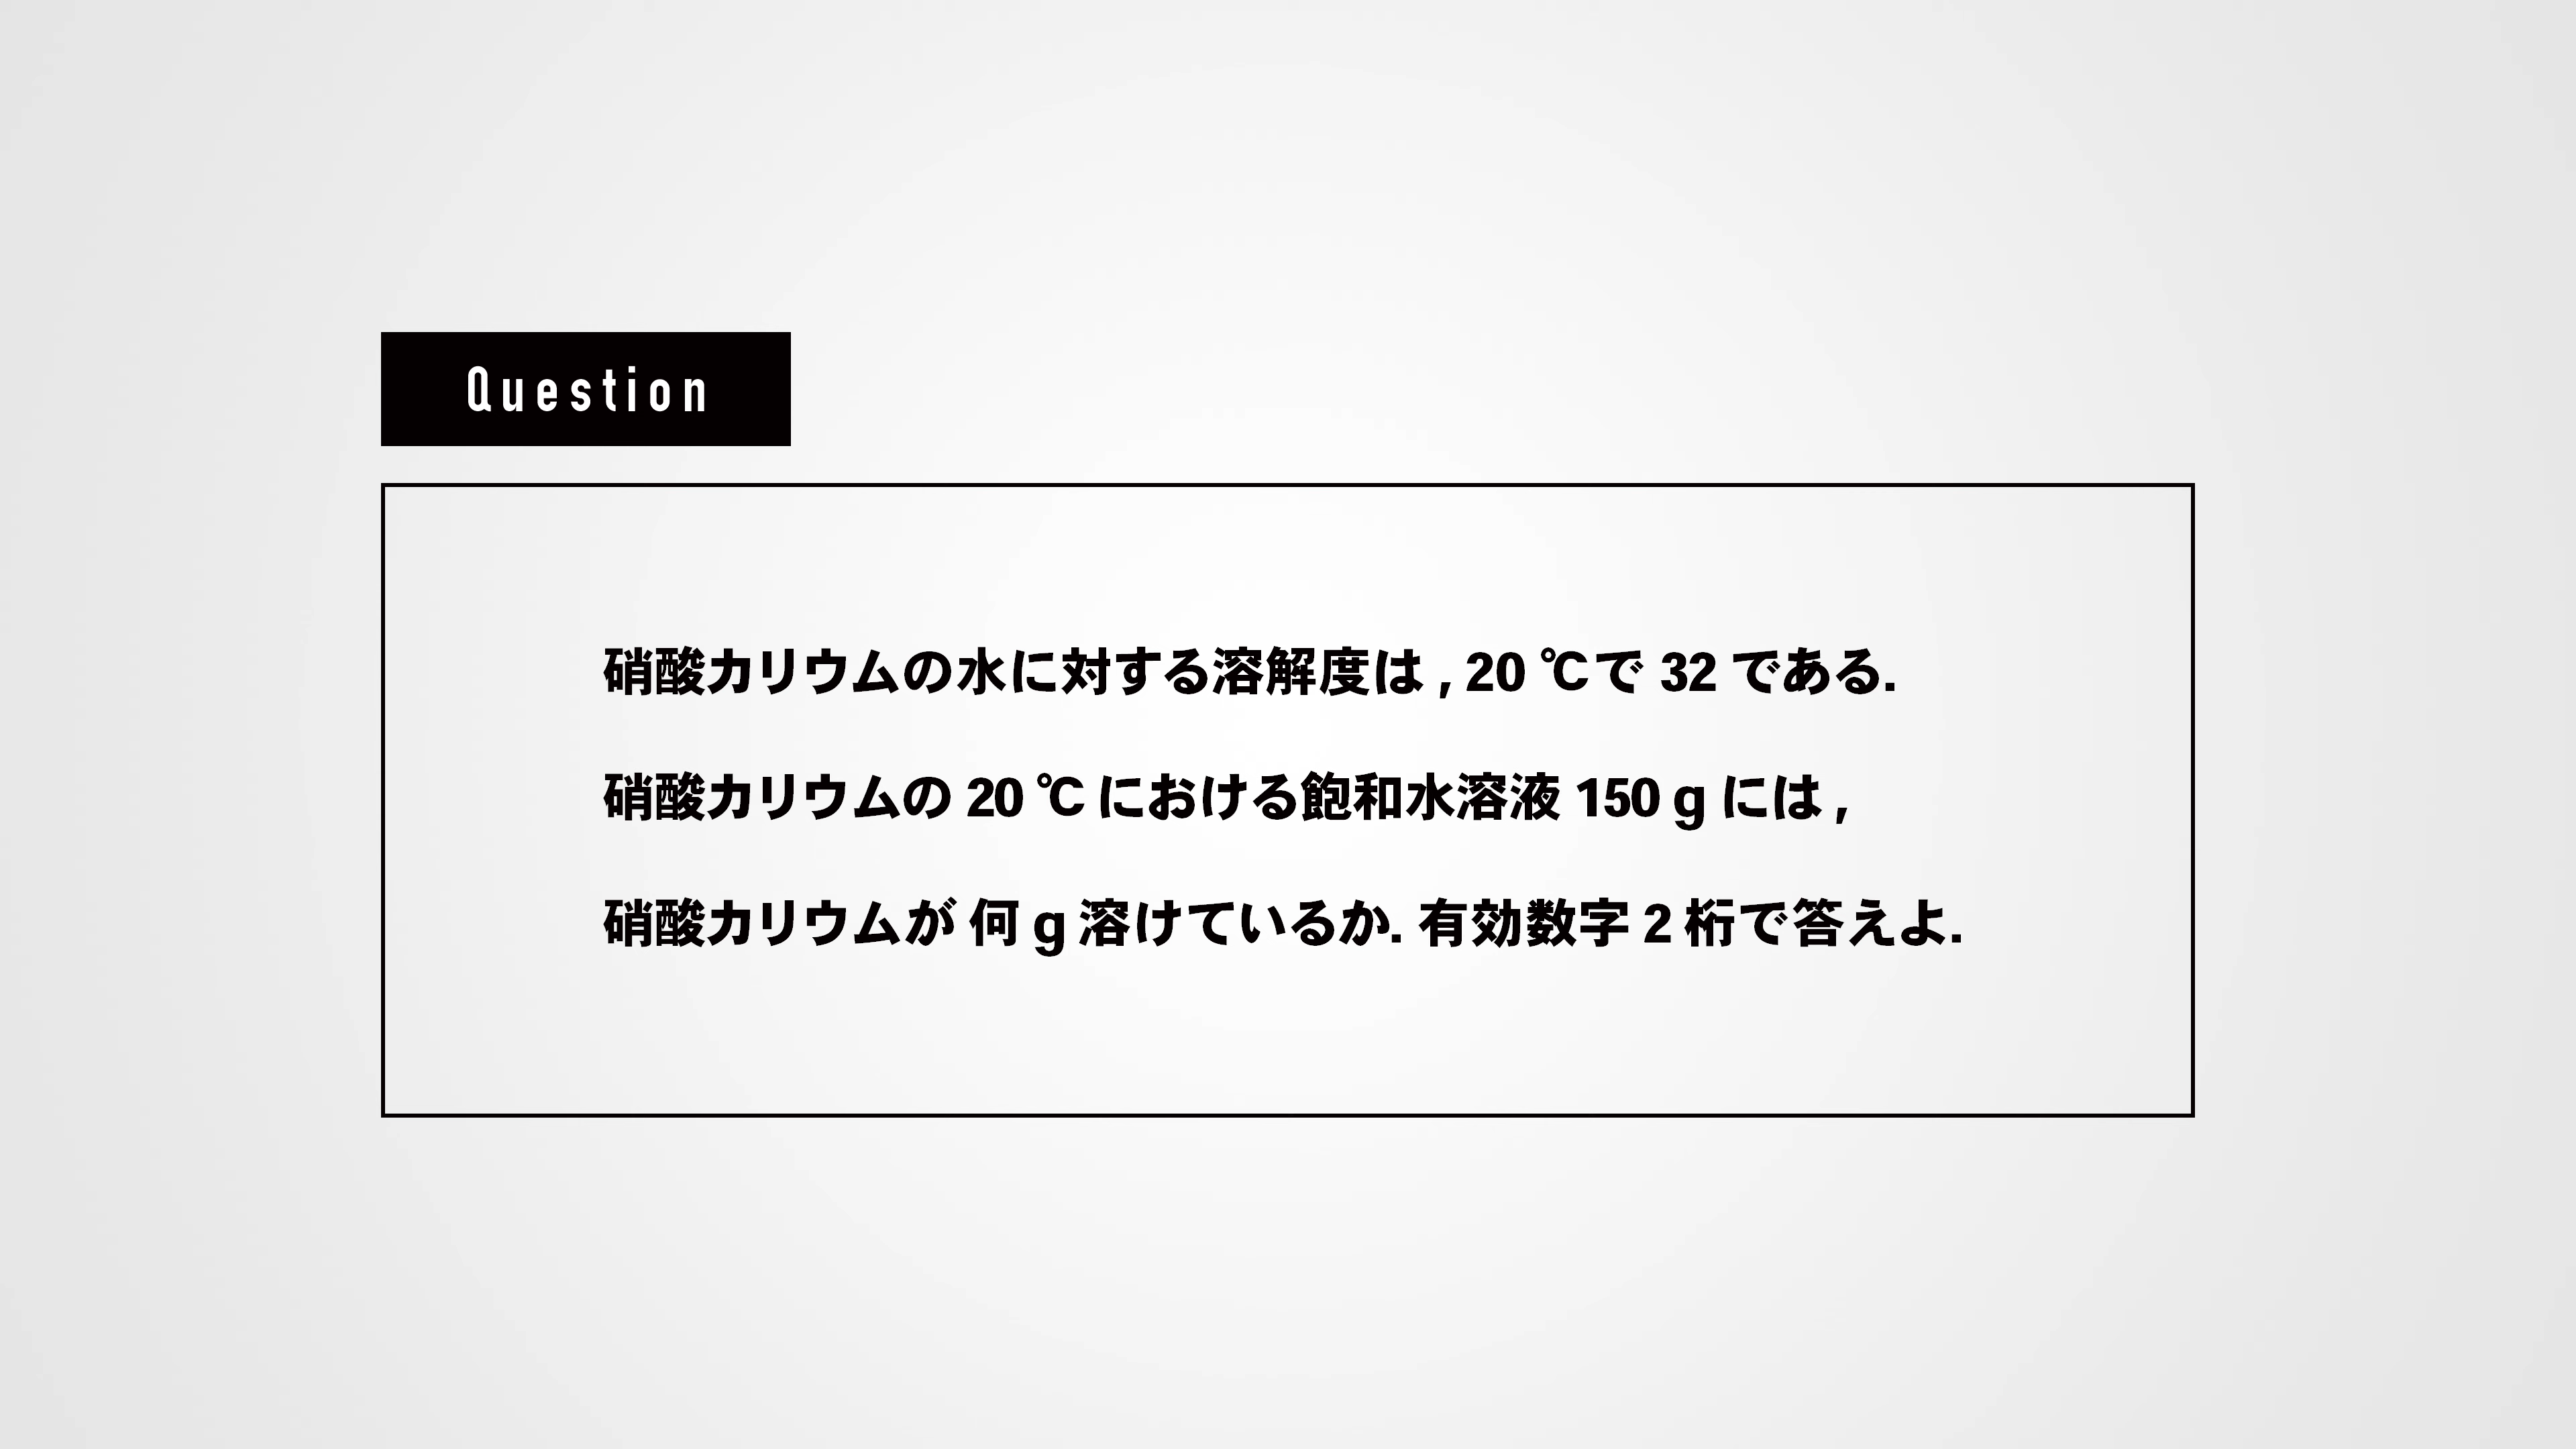 Question
硝酸カリウムの水に対する溶解度は , 20 ℃で 32 である.
硝酸カリウムの 20 ℃ における飽和水溶液 150 g には ,
硝酸カリウムが 何 g 溶けているか. 有効数字 2 桁で答えよ.